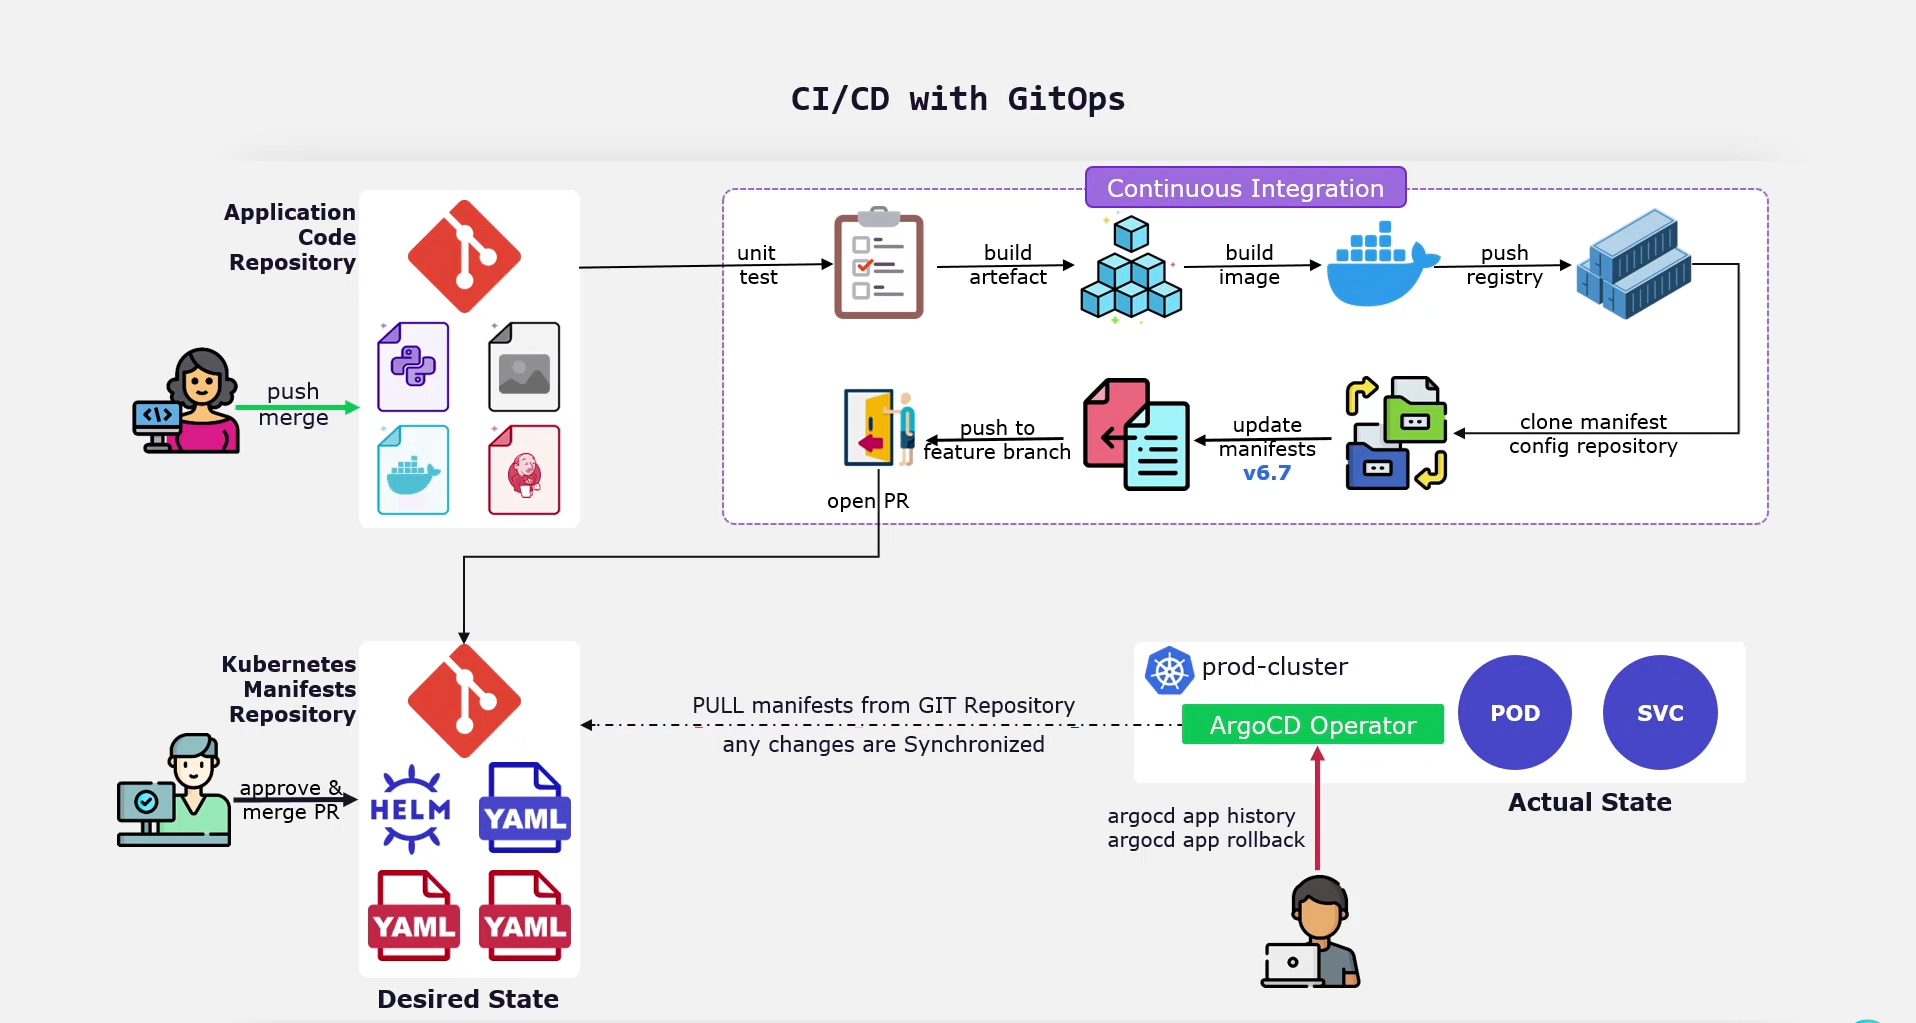 CI/CD with GitOps
Continuous Integration
Application
Code
Repository
push
merge
unit
test
build
artefact
build
image
push
registry
clone manifest
config repository
update
manifests
v6.7
push to
feature branch
open PR
Kubernetes
Manifests
Repository
approve &
merge PR
HELM
YAML
YAML
YAML
Desired State
PULL manifests from GIT Repository
any changes are Synchronized
prod-cluster
ArgoCD Operator
POD
SVC
Actual State
argocd app history
argocd app rollback